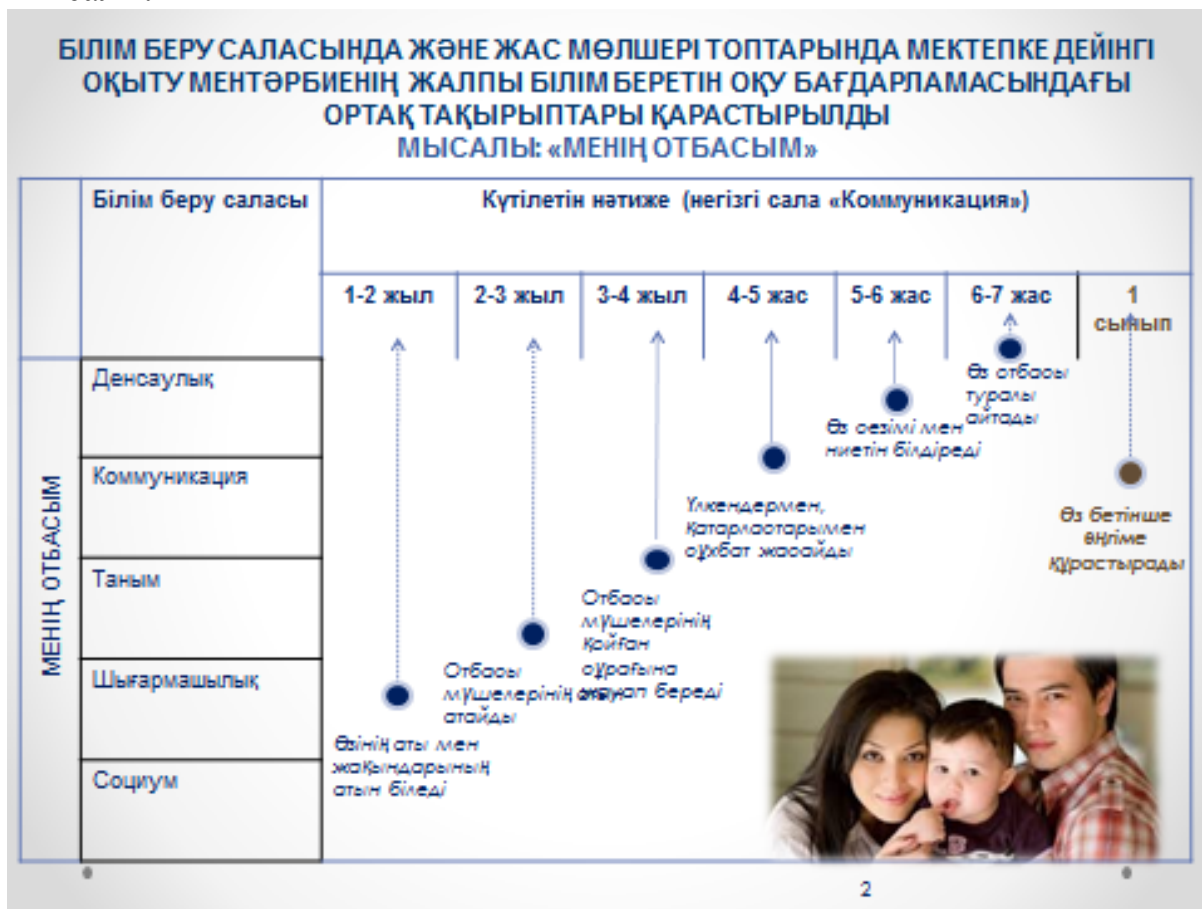 БІЛІМ БЕРУ САЛАСЫНДА ЖӘНЕ ЖАС МӨЛШЕРІ ТОПТАРЫНДА МЕКТЕПКЕ ДЕЙІНГІ
ОҚЫТУ МЕНТӘРБИЕНІҢ ЖАЛПЫ БІЛІМ БЕРЕТІН ОҚУ БАҒДАРЛАМАСЫНДАҒЫ
ОРТАҚ ТАҚЫРЫПТАРЫ ҚАРАСТЫРЫЛДЫ
МЫСАЛЫ: «МЕНІҢ ОТБАСЫМ»
Білім беру саласы
Күтілетін нәтиже (негізгі сала «Коммуникация»)
1-2 жыл
2-3 жыл
3-4 жыл
4-5 жас
5-6 жас
6-7 жас
1
сынып
МЕНІҢ ОТБАСЫМ
Денсаулық
Коммуникация
Таным
Шығармашылық
Социум
Өзінің аты мен
жақындарының
атын біледі
Отбасы
мүшелерінің атын
атайды
Отбасы
мүшелерінің
қойған
сұрағына
жауап береді
Үлкендермен,
қатарластарымен
сұхбат жасайды
Өз сезімі мен
ниетін білдіреді
Өз отбасы
туралы
айтады
Өз бетінше
әңгіме
құрастырады
2